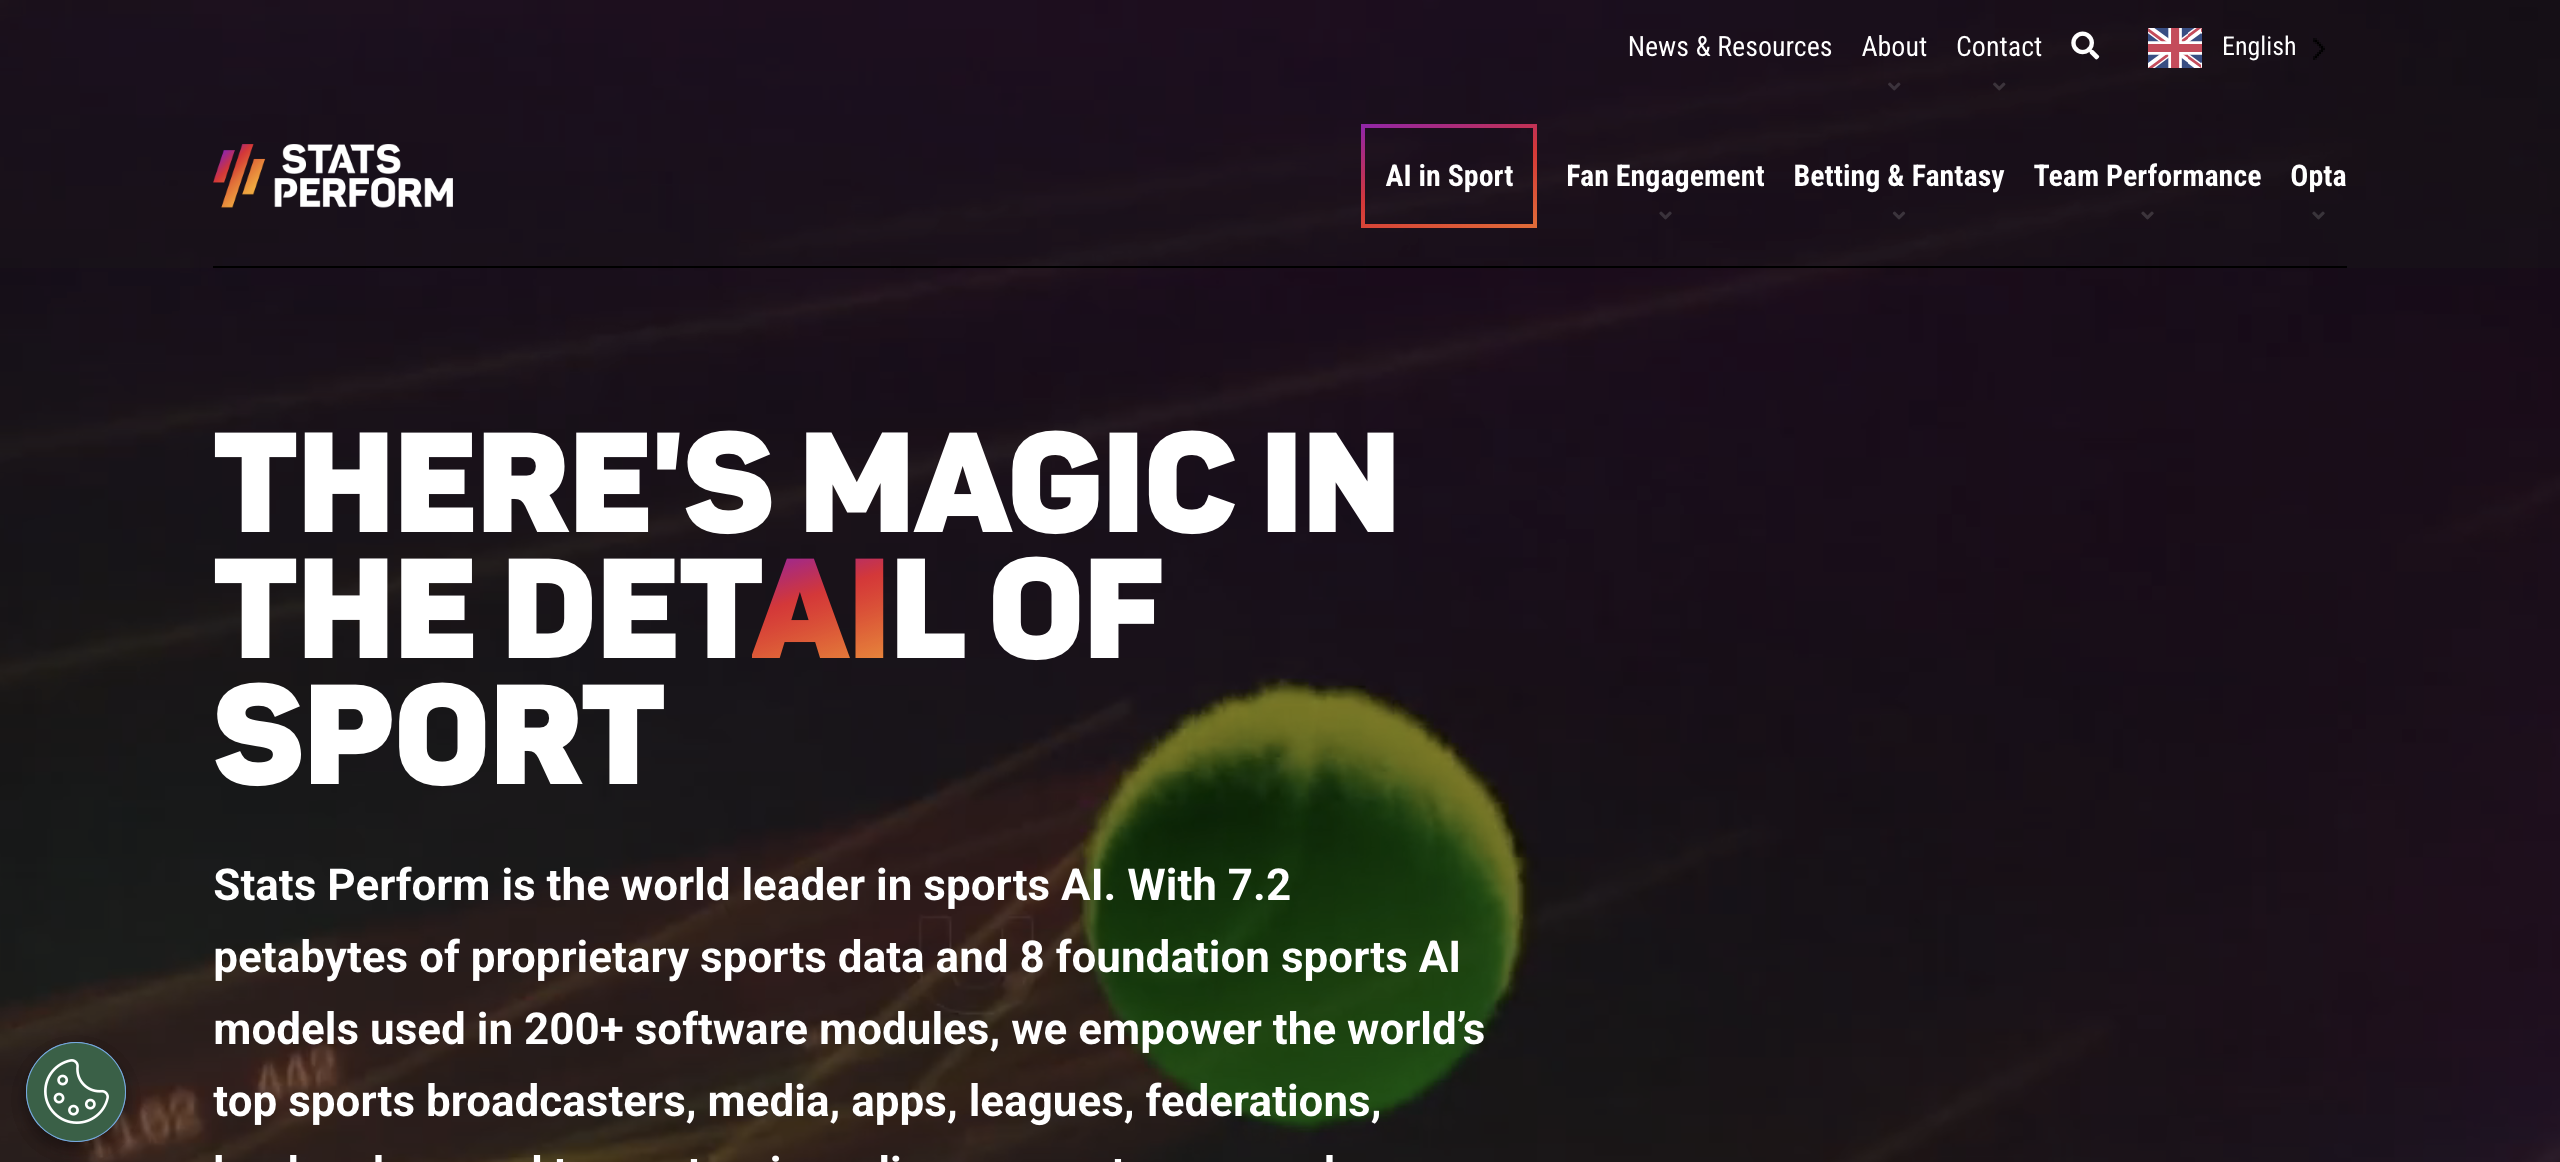 News & Resources About Contact English
STATS
PERFORM
AI in Sport Fan Engagement Betting & Fantasy Team Performance Opta
THERE'S MAGIC IN
THE DETAIL OF
SPORT
Stats Perform is the world leader in sports AI. With 7.2
petabytes of proprietary sports data and 8 foundation sports AI
models used in 200+ software modules, we empower the world’s
top sports broadcasters, media, apps, leagues, federations,
442
1102